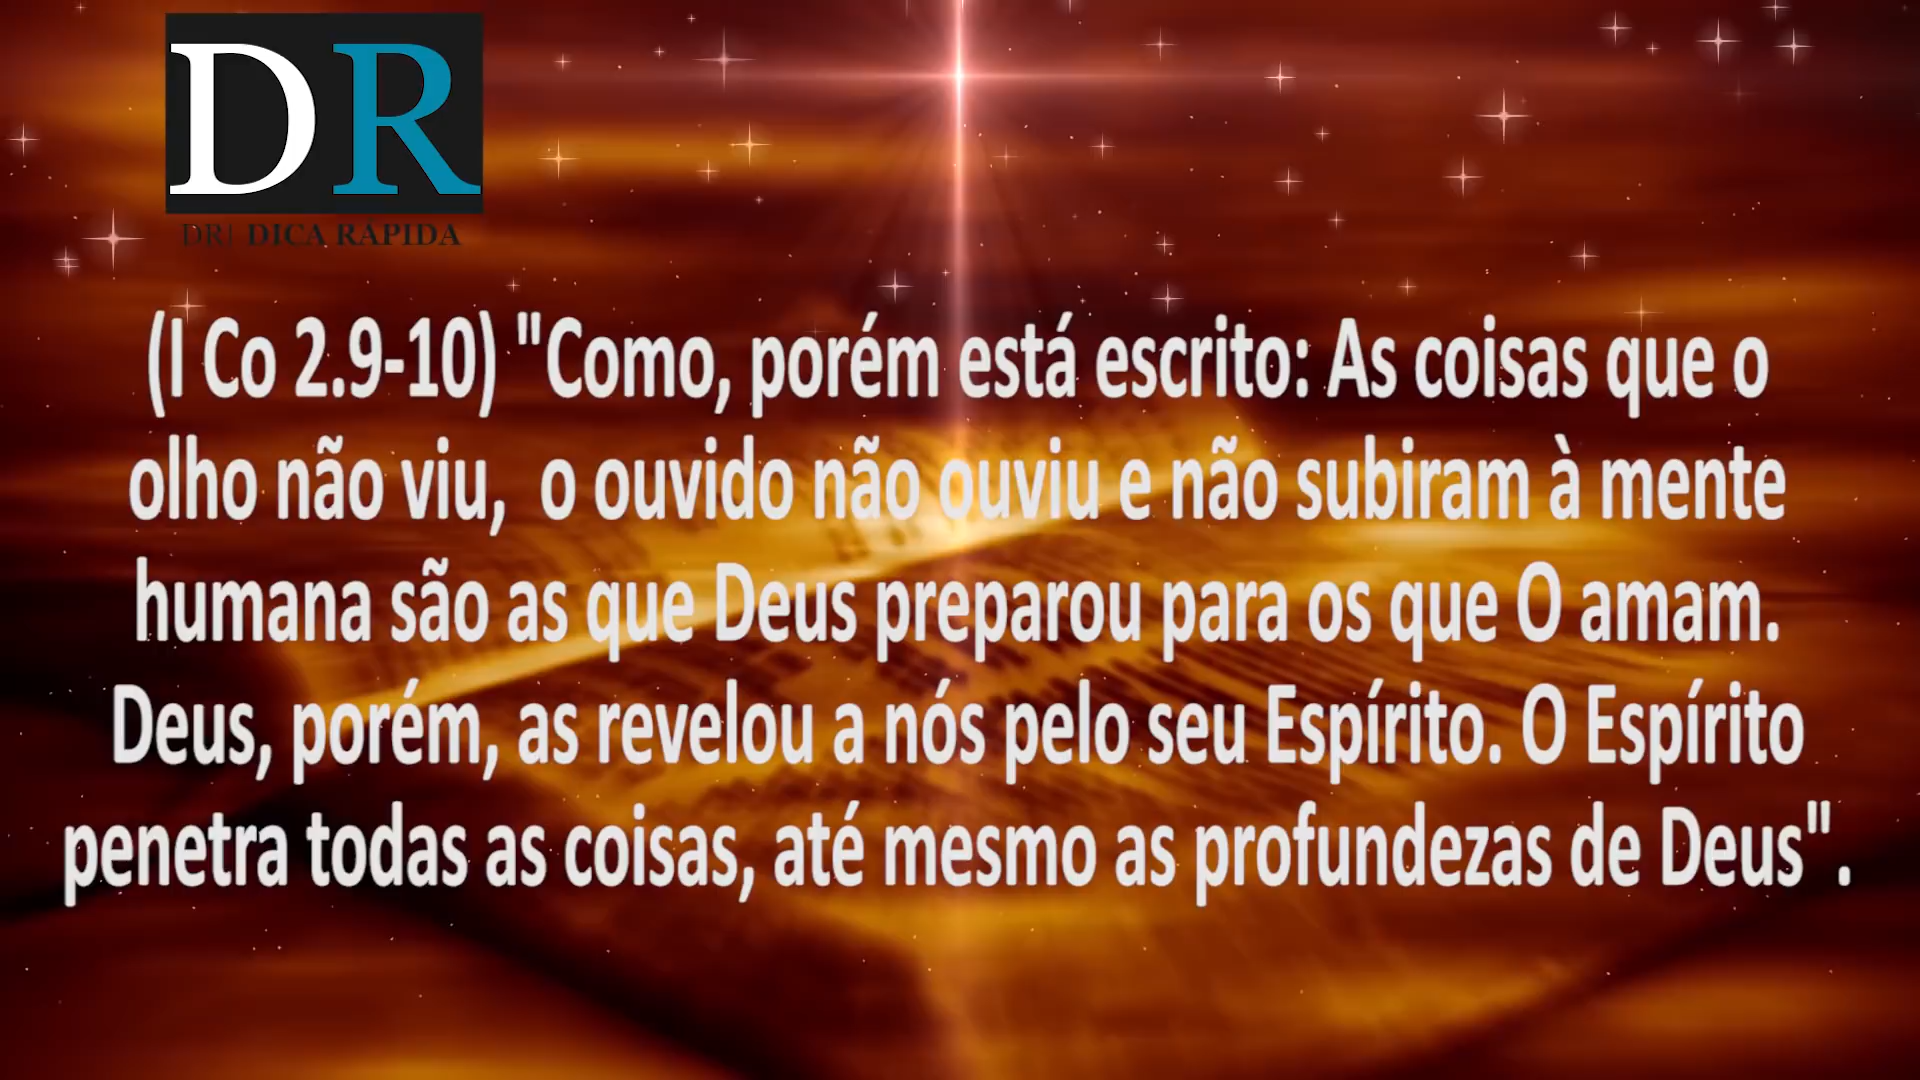 DR
DR| DICA RÁPIDA
(I Co 2.9-10) "Como, porém está escrito: As coisas que o
olho não viu,  o ouvido não ouviu e não subiram à mente
humana são as que Deus preparou para os que O amam.
Deus, porém, as revelou a nós pelo seu Espírito. O Espírito
penetra todas as coisas, até mesmo as profundezas de Deus".